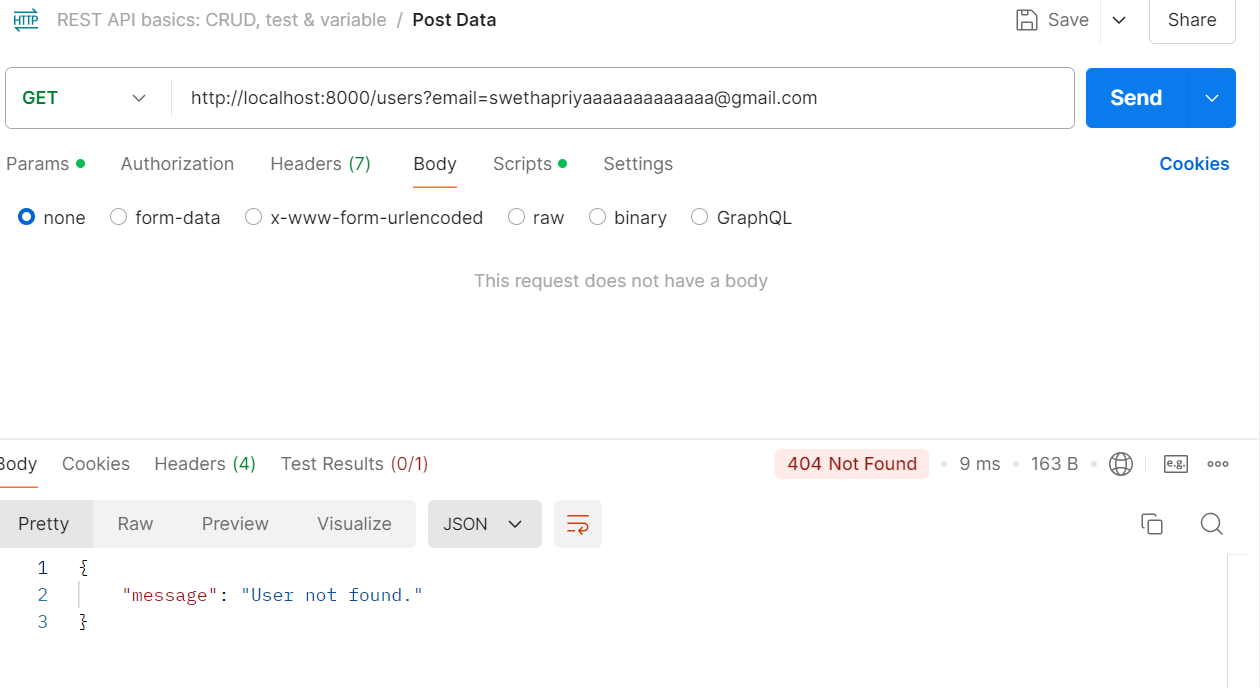 HTTP REST API basics: CRUD, test & variable / Post Data Save Share
GET http://localhost:8000/users?email=swethapriyaaaaaaaaaaaaa@gmail.com Send
Params Authorization Headers (7) Body Scripts Settings Cookies
none form-data x-www-form-urlencoded raw binary GraphQL
This request does not have a body
Body Cookies Headers (4) Test Results (0/1) 404 Not Found 9 ms 163 B e.g.
Pretty Raw Preview Visualize JSON
1 {
2 "message": "User not found."
3 }